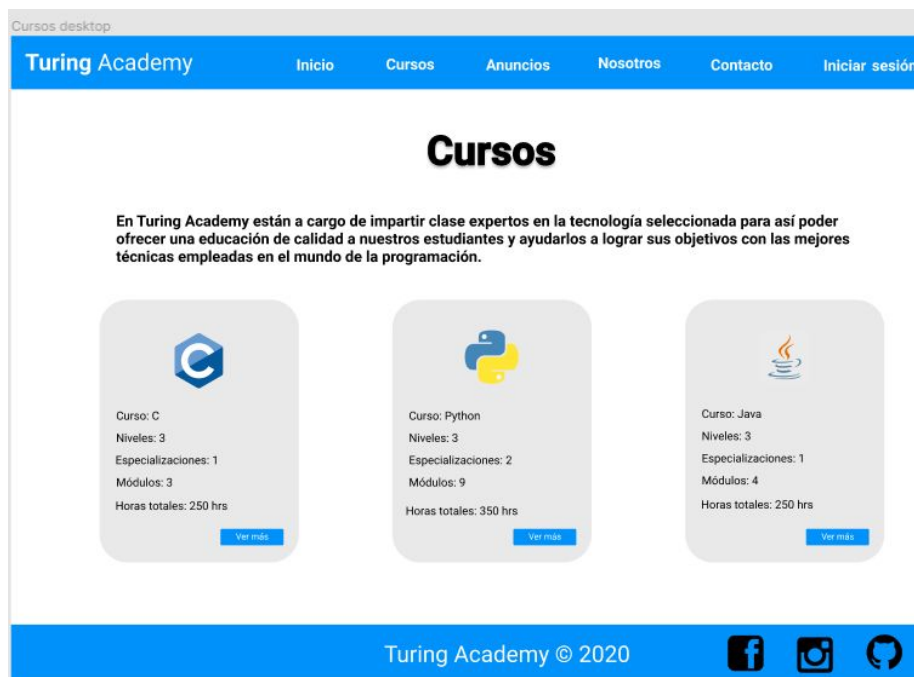 Cursos desktop
Turing Academy
Inicio
Cursos
Anuncios
Nosotros
Contacto
Iniciar sesión
Cursos
En Turing Academy están a cargo de impartir clase expertos en la tecnología seleccionada para así poder
ofrecer una educación de calidad a nuestros estudiantes y ayudarlos a lograr sus objetivos con las mejores
técnicas empleadas en el mundo de la programación.
C
Curso: C
Niveles: 3
Especializaciones: 1
Módulos: 3
Horas totales: 250 hrs
Ver más
Curso: Python
Niveles: 3
Especializaciones: 2
Módulos: 9
Horas totales: 350 hrs
Ver más
Curso: Java
Niveles: 3
Especializaciones: 1
Módulos: 4
Horas totales: 250 hrs
Ver más
Turing Academy © 2020